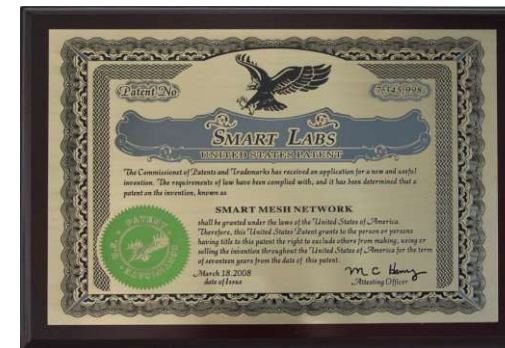 Patent No 7,345,998
SMART LABS
UNITED STATES PATENT
The Commissionet of Patents and Trademarks has received an application for a new and useful
invention. The requirements of law have been complied with, and it has been determined that a
patent on the invention, known as
SMART MESH NETWORK
shall be granted under the laws of the United States of America.
Therefore, this United States Patent grants to the person or persons
having title to this patent the right to exclude others from making, using or
selling the invention throughout the United States of America for the term
of seventeen years from the date of this patent.
March 18.2008
date of Issue
M C Henry
Attesting Officer
U.S. PATENT